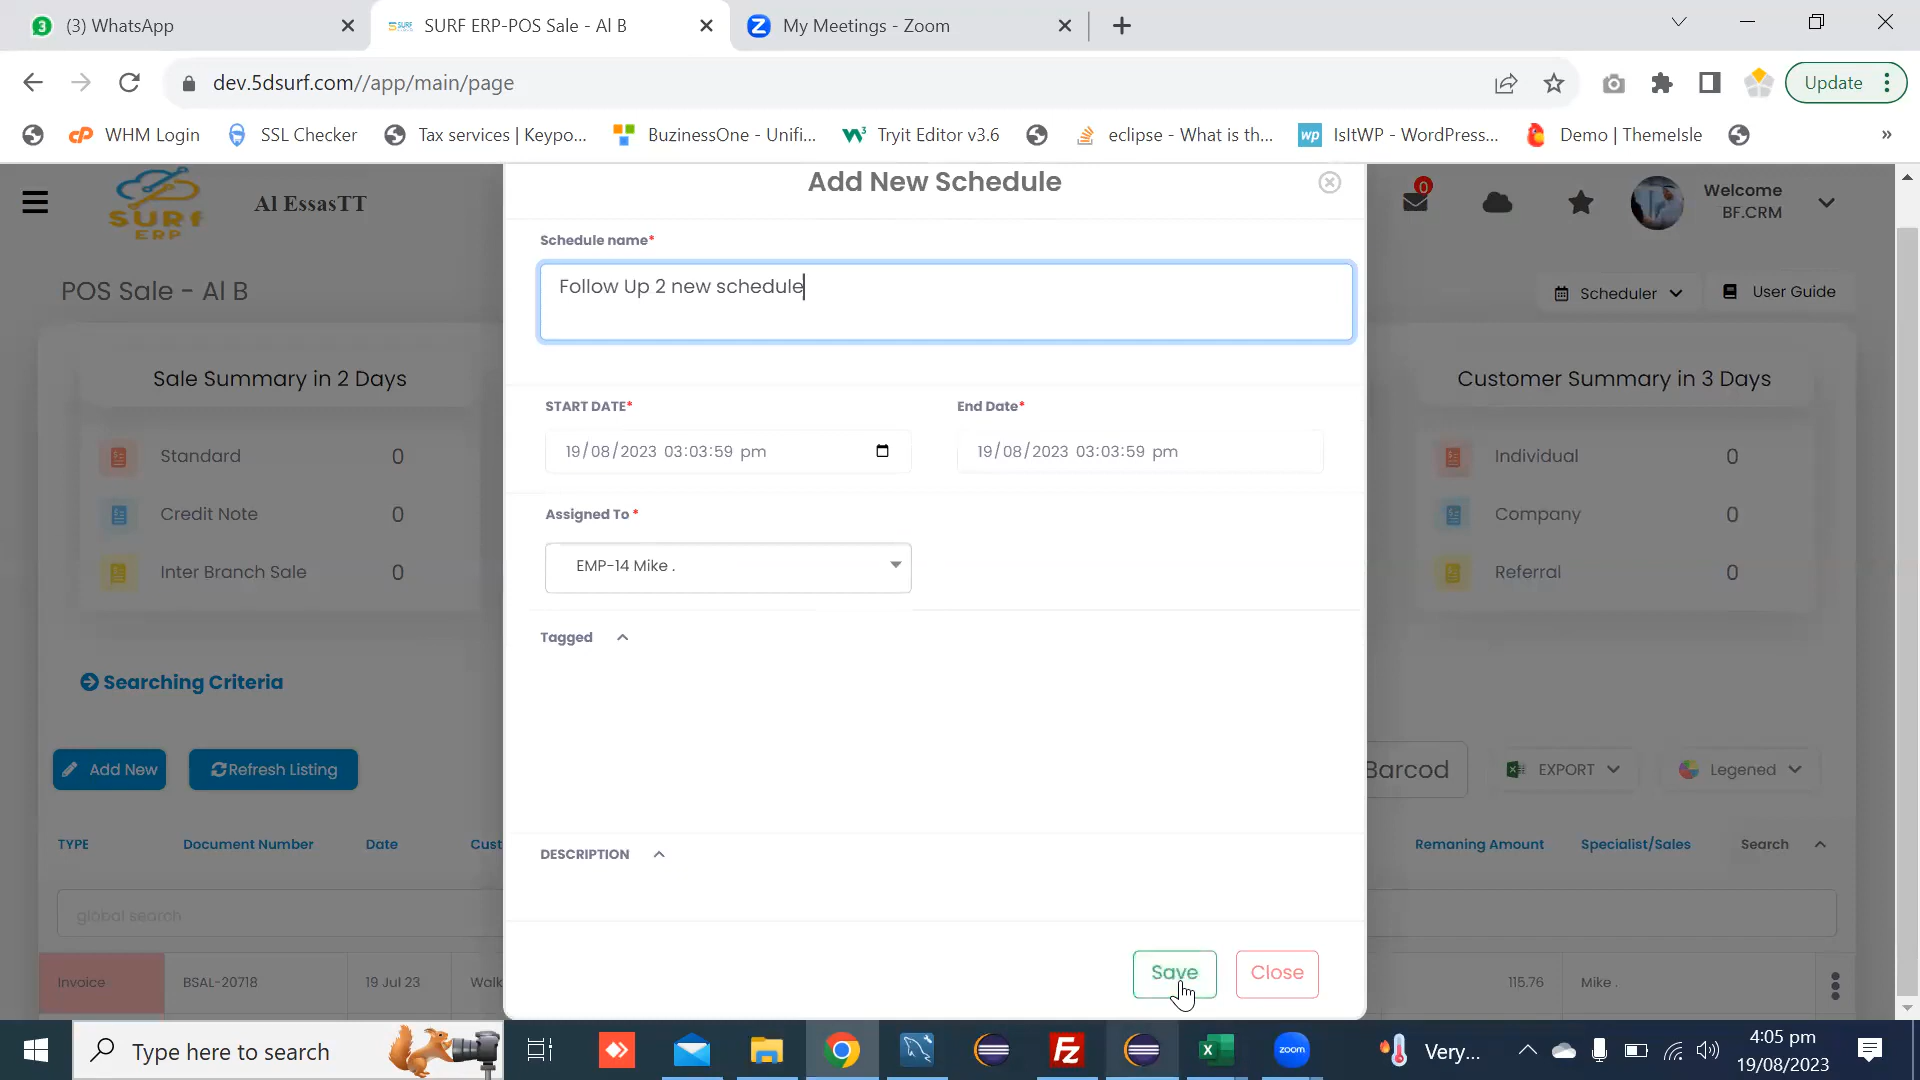 3
(3) WhatsApp
SURF
SURF ERP-POS Sale - Al B
Z
My Meetings - Zoom
dev.5dsurf.com//app/main/page
Update
WHM Login
SSL Checker
Tax services | Keypo...
BuzinessOne - Unifi...
Tryit Editor v3.6
eclipse - What is th...
wp
IsItWP - WordPress...
Demo | ThemeIsle
»
SURF
ERP
Al EssasTT
Add New Schedule
0
Welcome
BF.CRM
POS Sale - Al B
Scheduler
User Guide
Schedule name*
Follow Up 2 new schedule
Sale Summary in 2 Days
Standard 0
Credit Note 0
Inter Branch Sale 0
START DATE*
End Date*
19/08/2023 03:03:59 pm
19/08/2023 03:03:59 pm
Assigned To *
EMP-14 Mike .
Tagged
Customer Summary in 3 Days
Individual 0
Company 0
Referral 0
Searching Criteria
Add New
Refresh Listing
Barcod
EXPORT
Legened
DESCRIPTION
TYPE
Document Number
Date
Cust
Remaning Amount
Specialist/Sales
Search
global search
Save
Close
Invoice
BSAL-20718
19 Jul 23
Walk
115.76
Mike .
Type here to search
Fz
zoom
Very...
4:05 pm
19/08/2023